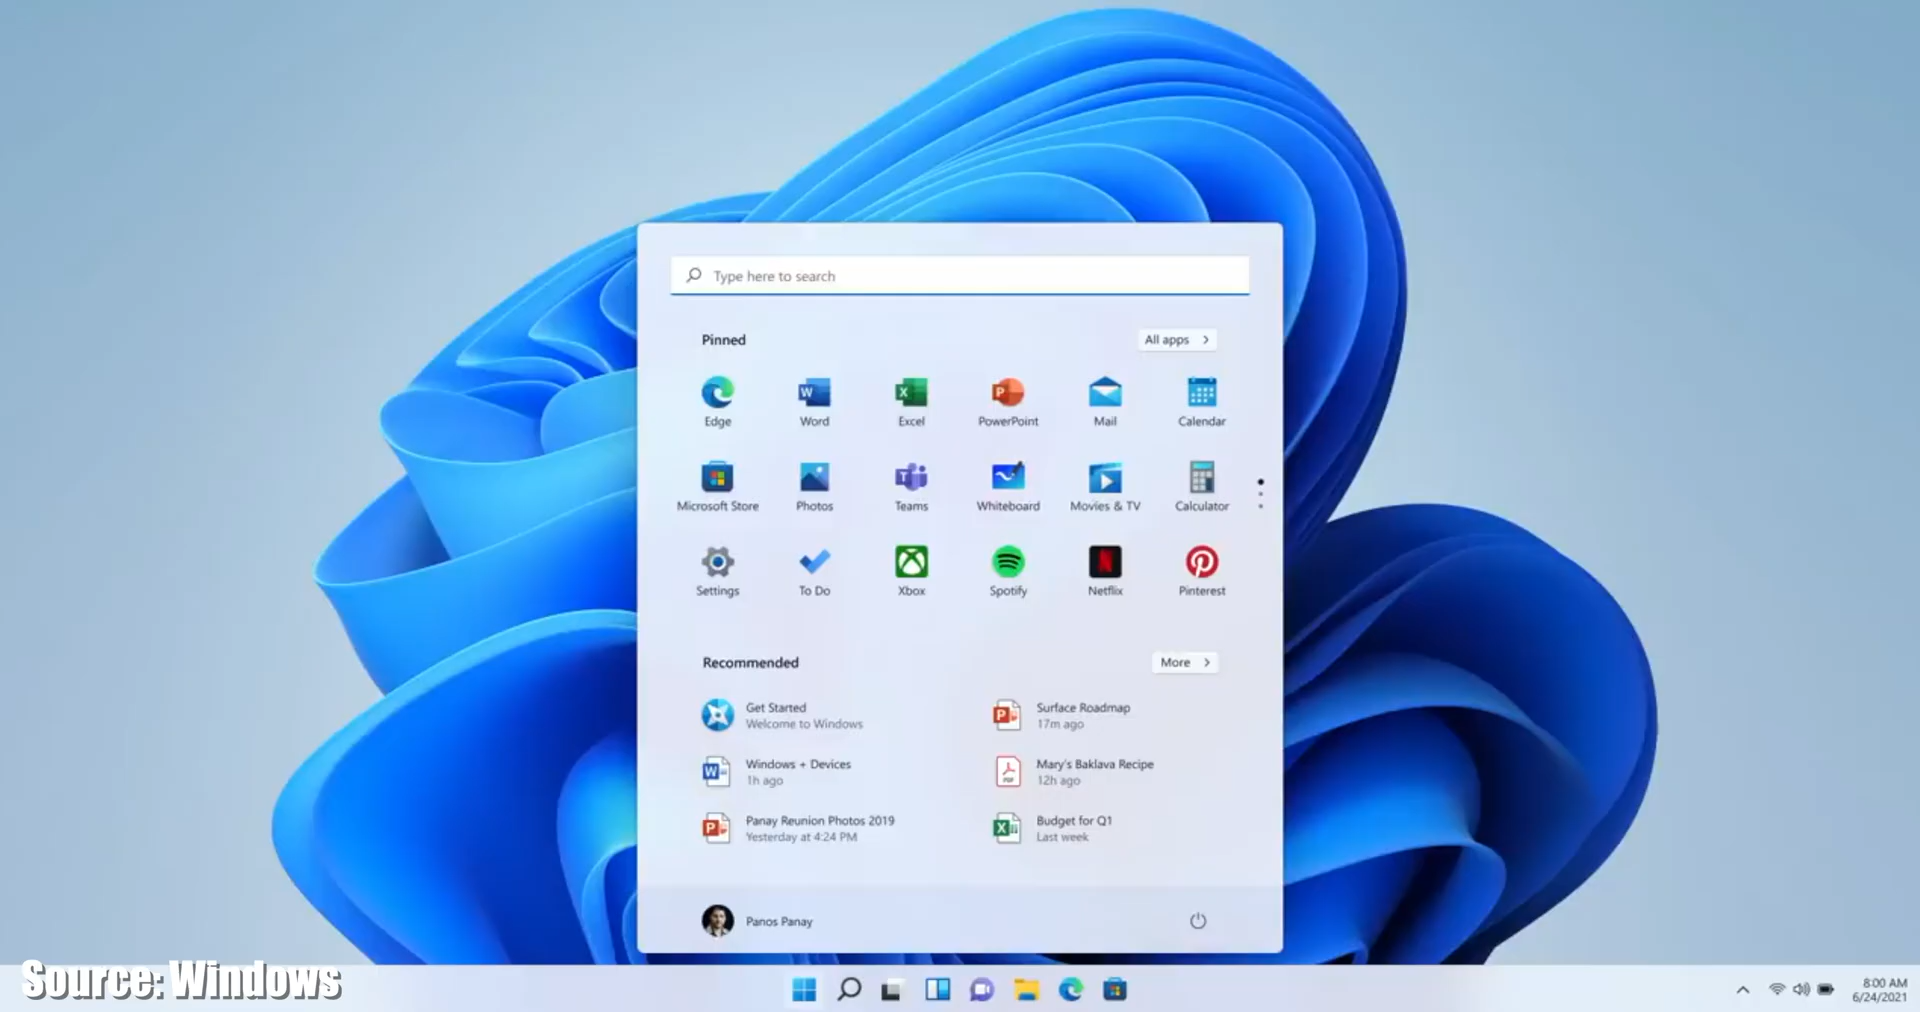 Type here to search
Pinned
All apps
Edge
Word
Excel
PowerPoint
Mail
Calendar
Microsoft Store
Photos
Teams
Whiteboard
Movies & TV
Calculator
Settings
To Do
Xbox
Spotify
Netflix
Pinterest
Recommended
More
Get Started
Welcome to Windows
Surface Roadmap
17m ago
Windows + Devices
1h ago
Mary's Baklava Recipe
12h ago
Panay Reunion Photos 2019
Yesterday at 4:24 PM
Budget for Q1
Last week
Panos Panay
Source: Windows
8:00 AM
6/24/2021